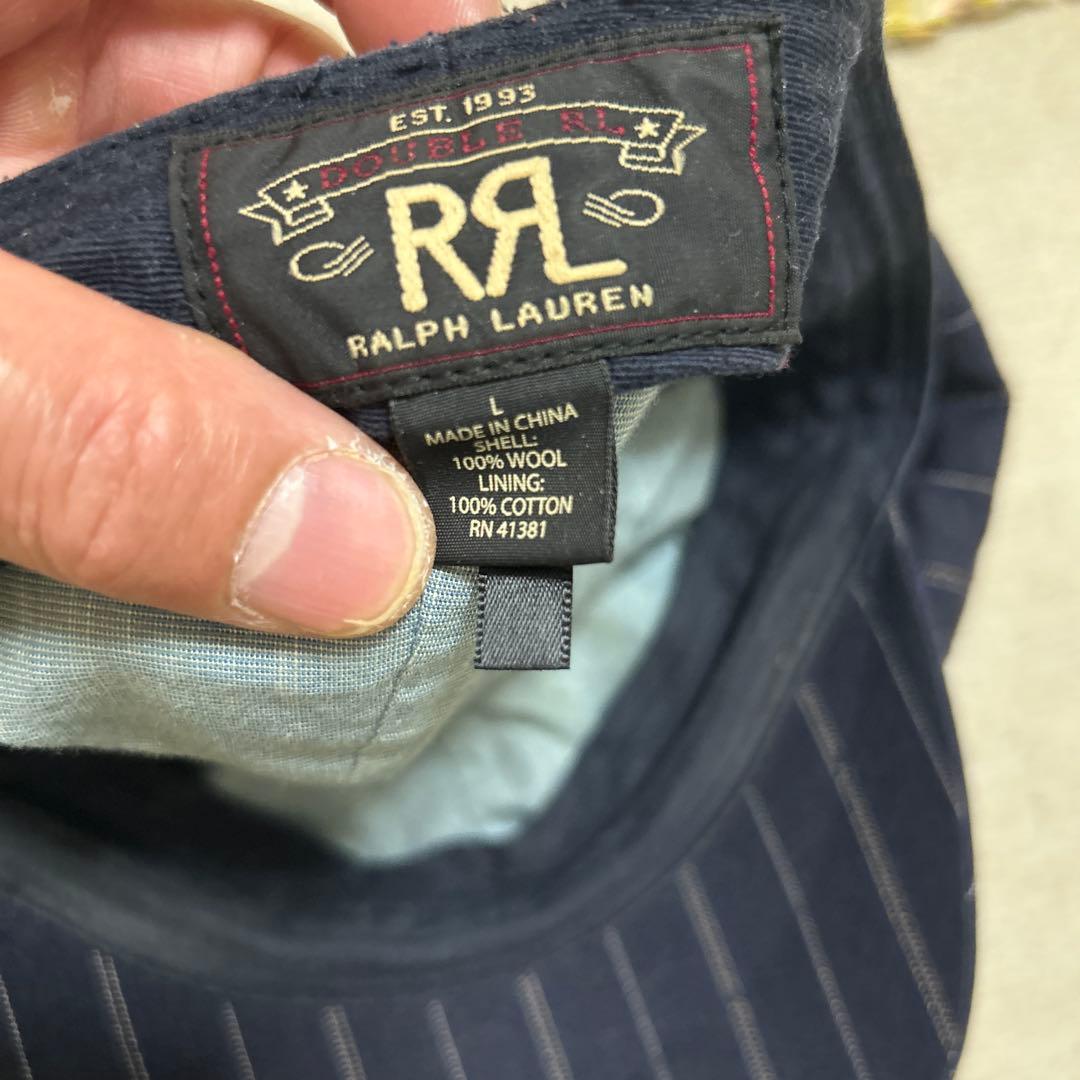 EST. 1993
DOUBLE RL
RRL
RALPH LAUREN
L
MADE IN CHINA
SHELL:
100% WOOL
LINING:
100% COTTON
RN 41381